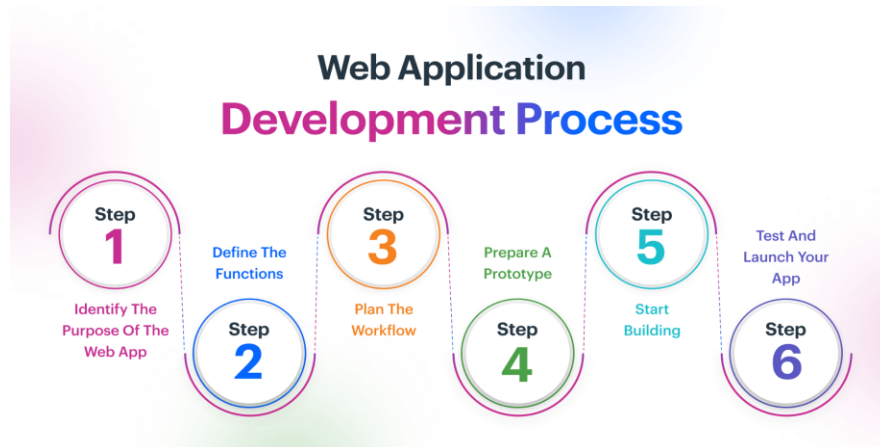 Web Application
Development Process
Step
1
Identify The
Purpose Of The
Web App
Define The
Functions
Step
2
Step
3
Plan The
Workflow
Prepare A
Prototype
Step
4
Step
5
Start
Building
Test And
Launch Your
App
Step
6